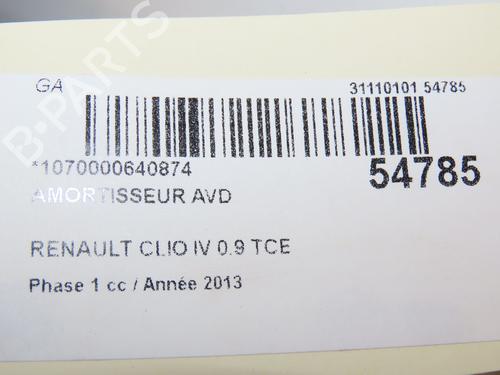 B-PARTS
GA
31110101 54785
*1070000640874
54785
AMORTISSEUR AVD
RENAULT CLIO IV 0.9 TCE
Phase 1 cc / Année 2013